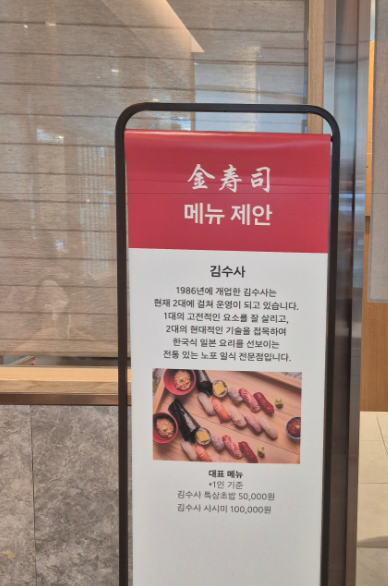 金寿司
메뉴 제안
김수사
1986년에 개업한 김수사는
현재 2대에 걸쳐 운영이 되고 있습니다.
1대의 고전적인 요소를 잘 살리고,
2대의 현대적인 기술을 접목하여
한국식 일본 요리를 선보이는
전통 있는 노포 일식 전문점입니다.
대표 메뉴
*1인 기준
김수사 특상초밥 50,000원
김수사 사시미 100,000원